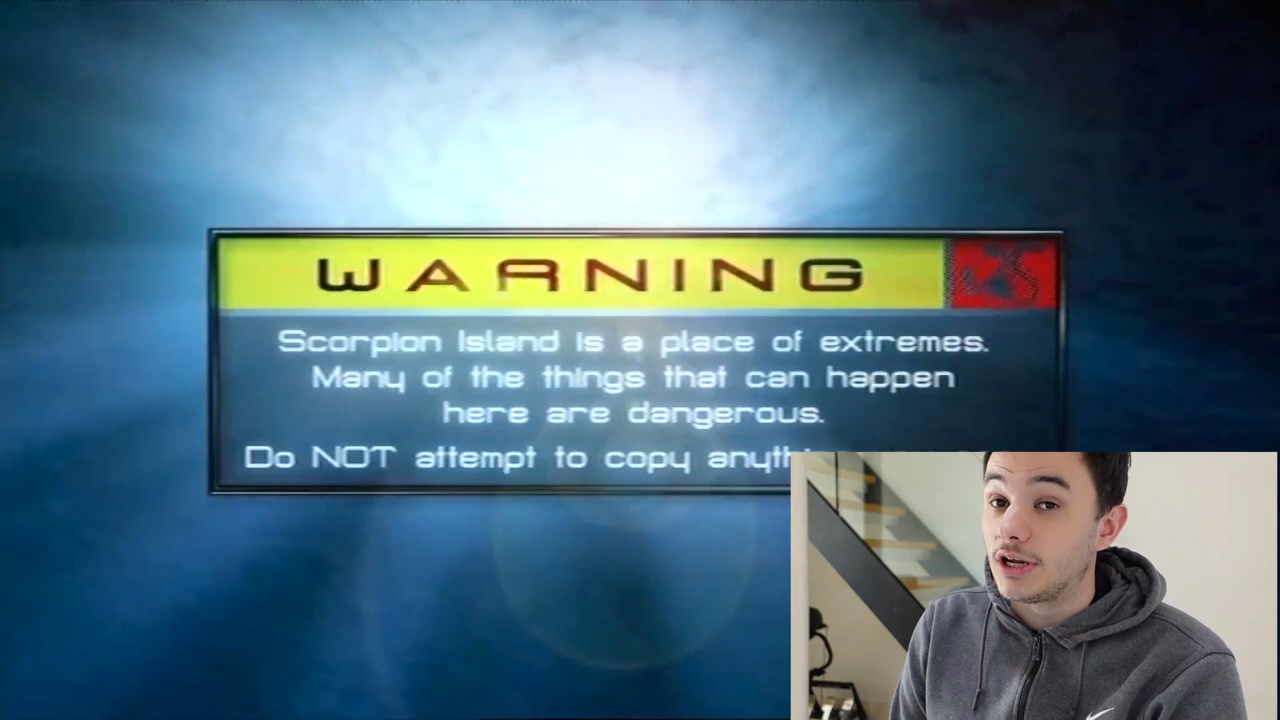 WARNING
Scorpion Island is a place of extremes.
Many of the things that can happen
here are dangerous.
Do NOT attempt to copy